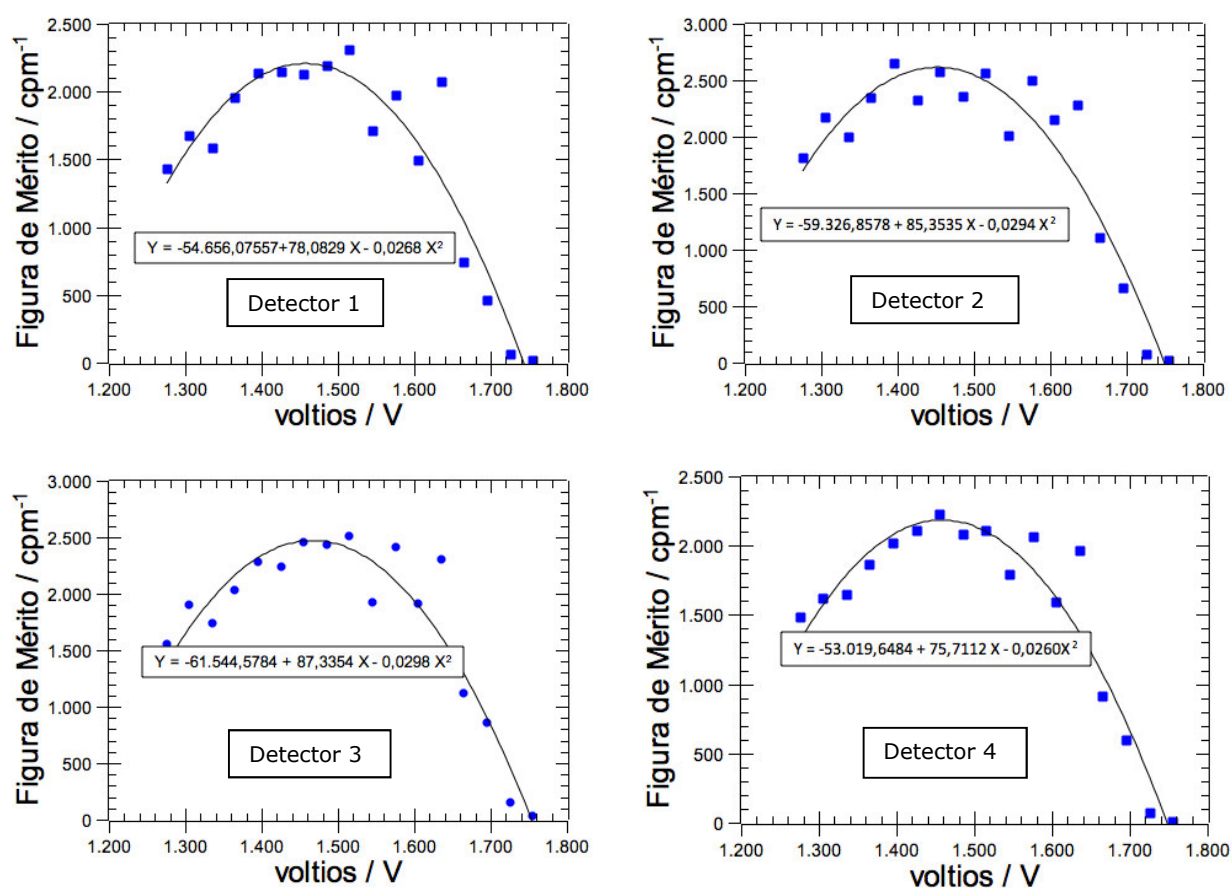 Figura de Mérito / cpm⁻¹
2.500
2.000
1.500
1.000
500
0
Y = -54.656,07557+78,0829 X - 0,0268 X²
Detector 1
1.200 1.300 1.400 1.500 1.600 1.700 1.800
voltios / V
Figura de Mérito / cpm⁻¹
3.000
2.500
2.000
1.500
1.000
500
0
Y = -59.326,8578 + 85,3535 X - 0,0294 X²
Detector 2
1.200 1.300 1.400 1.500 1.600 1.700 1.800
voltios / V
Figura de Mérito / cpm⁻¹
3.000
2.500
2.000
1.500
1.000
500
0
Y = -61.544,5784 + 87,3354 X - 0,0298 X²
Detector 3
1.200 1.300 1.400 1.500 1.600 1.700 1.800
voltios / V
Figura de Mérito / cpm⁻¹
2.500
2.000
1.500
1.000
500
0
Y = -53.019,6484 + 75,7112 X - 0,0260X²
Detector 4
1.200 1.300 1.400 1.500 1.600 1.700 1.800
voltios / V